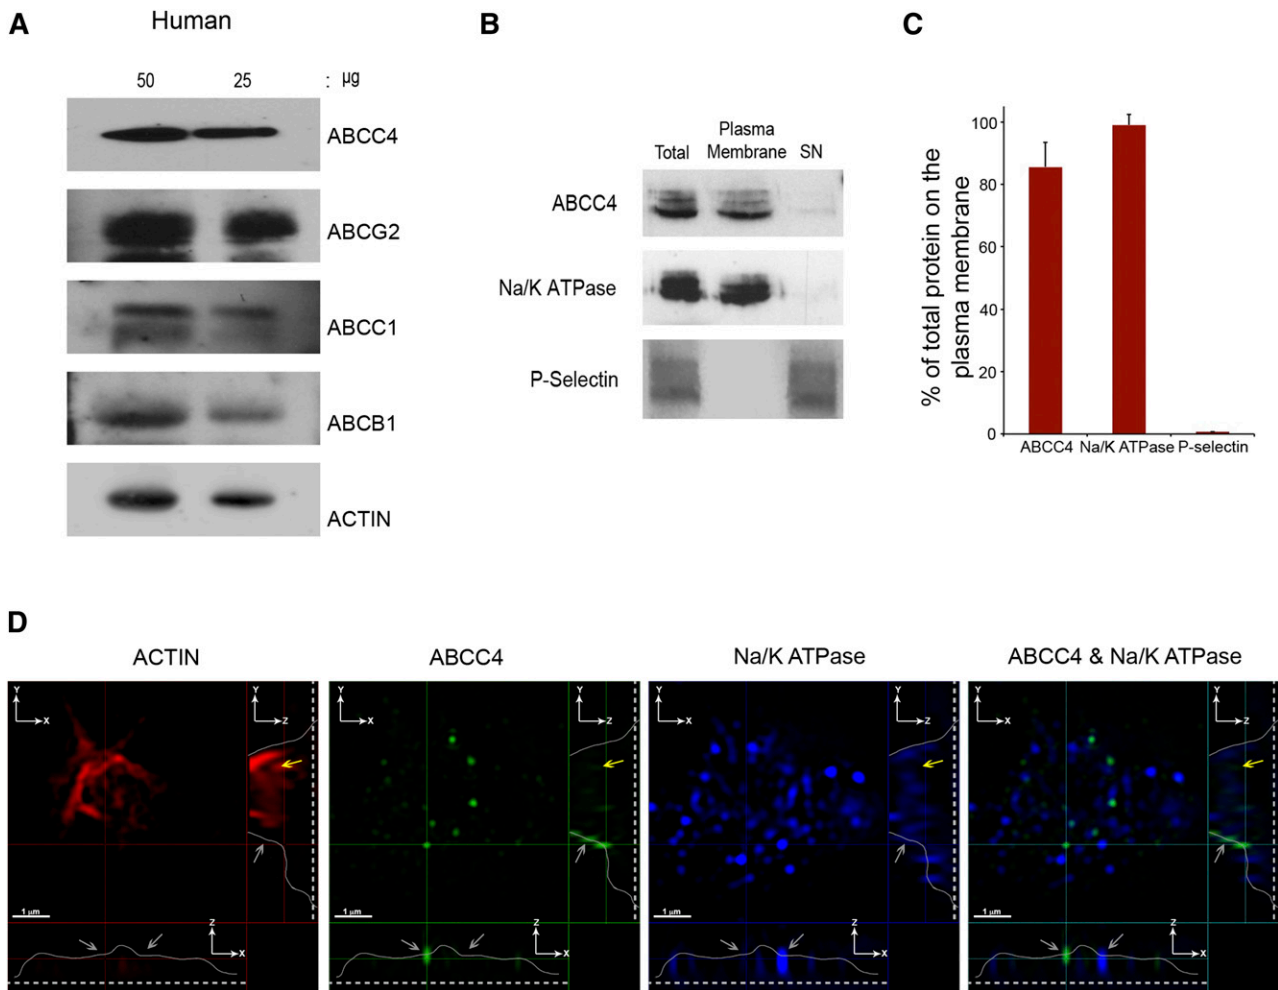 A
Human
50 25 : µg
ABCC4
ABCG2
ABCC1
ABCB1
ACTIN
B
Total Plasma Membrane SN
ABCC4
Na/K ATPase
P-Selectin
C
% of total protein on the
plasma membrane
100
80
60
40
20
0
ABCC4 Na/K ATPase P-selectin
D
ACTIN ABCC4 Na/K ATPase ABCC4 & Na/K ATPase
Y X Y Z Y X Y Z Y X Y Z Y X Y Z
1 µm 1 µm 1 µm 1 µm
Z X Z X Z X Z X